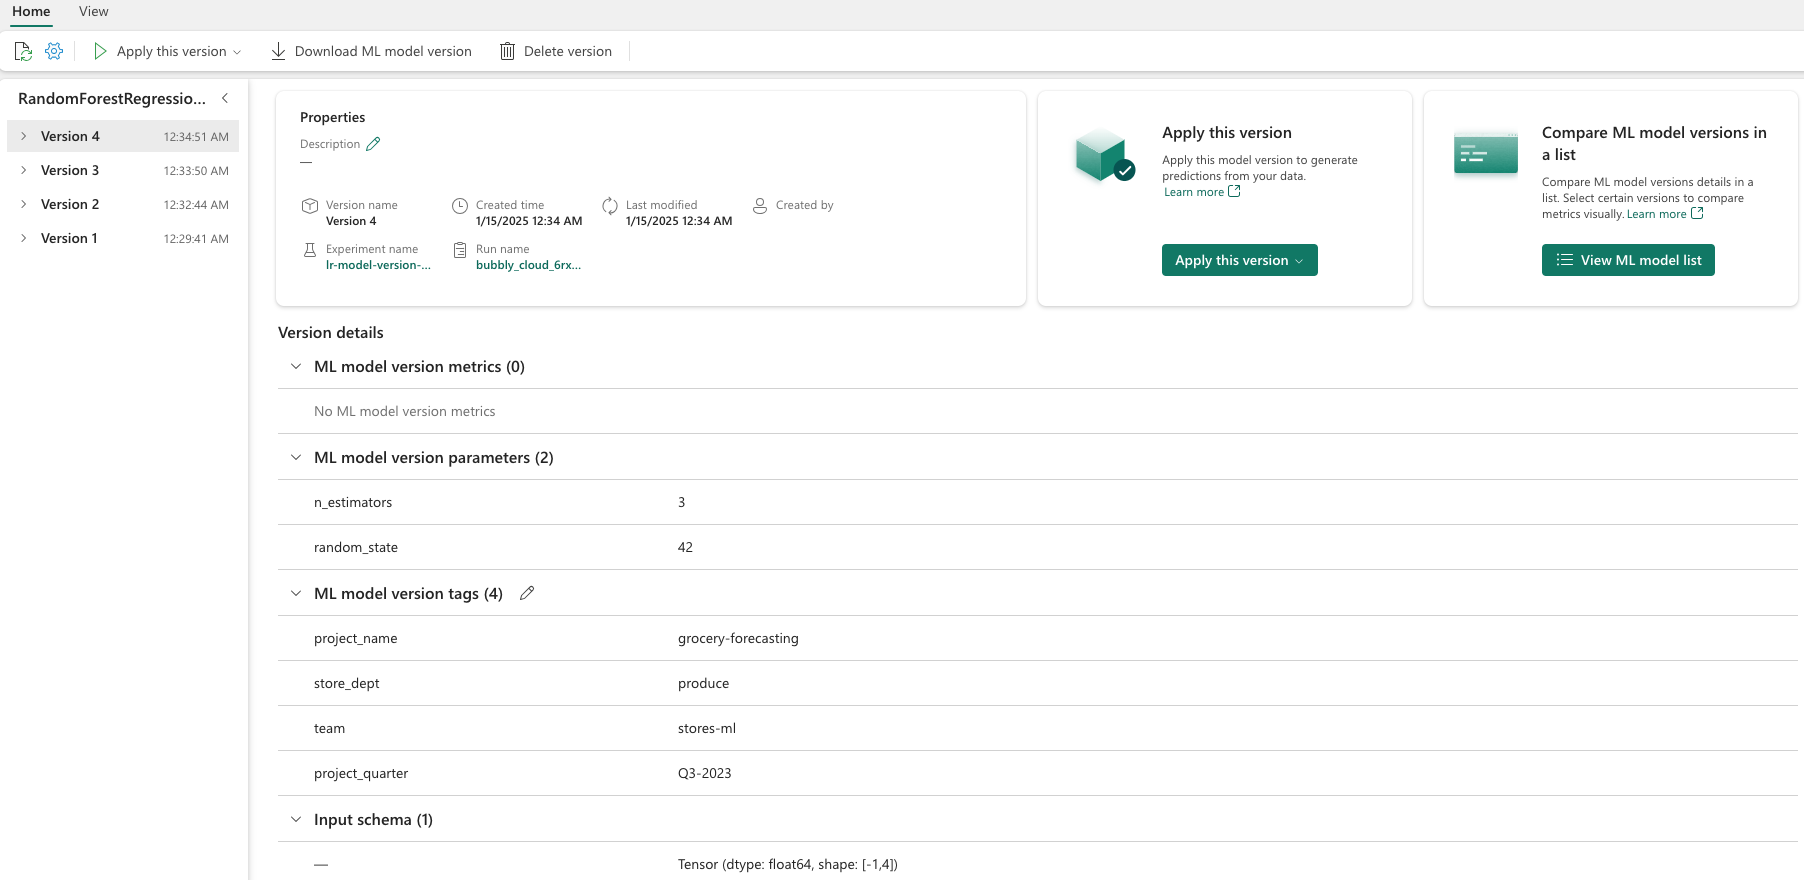 Home View
Apply this version Download ML model version Delete version
RandomForestRegressio...
Version 4 12:34:51 AM
Version 3 12:33:50 AM
Version 2 12:32:44 AM
Version 1 12:29:41 AM
Properties
Description
—
Version name
Version 4
Created time
1/15/2025 12:34 AM
Last modified
1/15/2025 12:34 AM
Created by
Experiment name
lr-model-version-...
Run name
bubbly_cloud_6rx...
Apply this version
Apply this model version to generate
predictions from your data.
Learn more
Apply this version
Compare ML model versions in
a list
Compare ML model versions details in a
list. Select certain versions to compare
metrics visually. Learn more
View ML model list
Version details
ML model version metrics (0)
No ML model version metrics
ML model version parameters (2)
n_estimators 3
random_state 42
ML model version tags (4)
project_name grocery-forecasting
store_dept produce
team stores-ml
project_quarter Q3-2023
Input schema (1)
— Tensor (dtype: float64, shape: [-1,4])